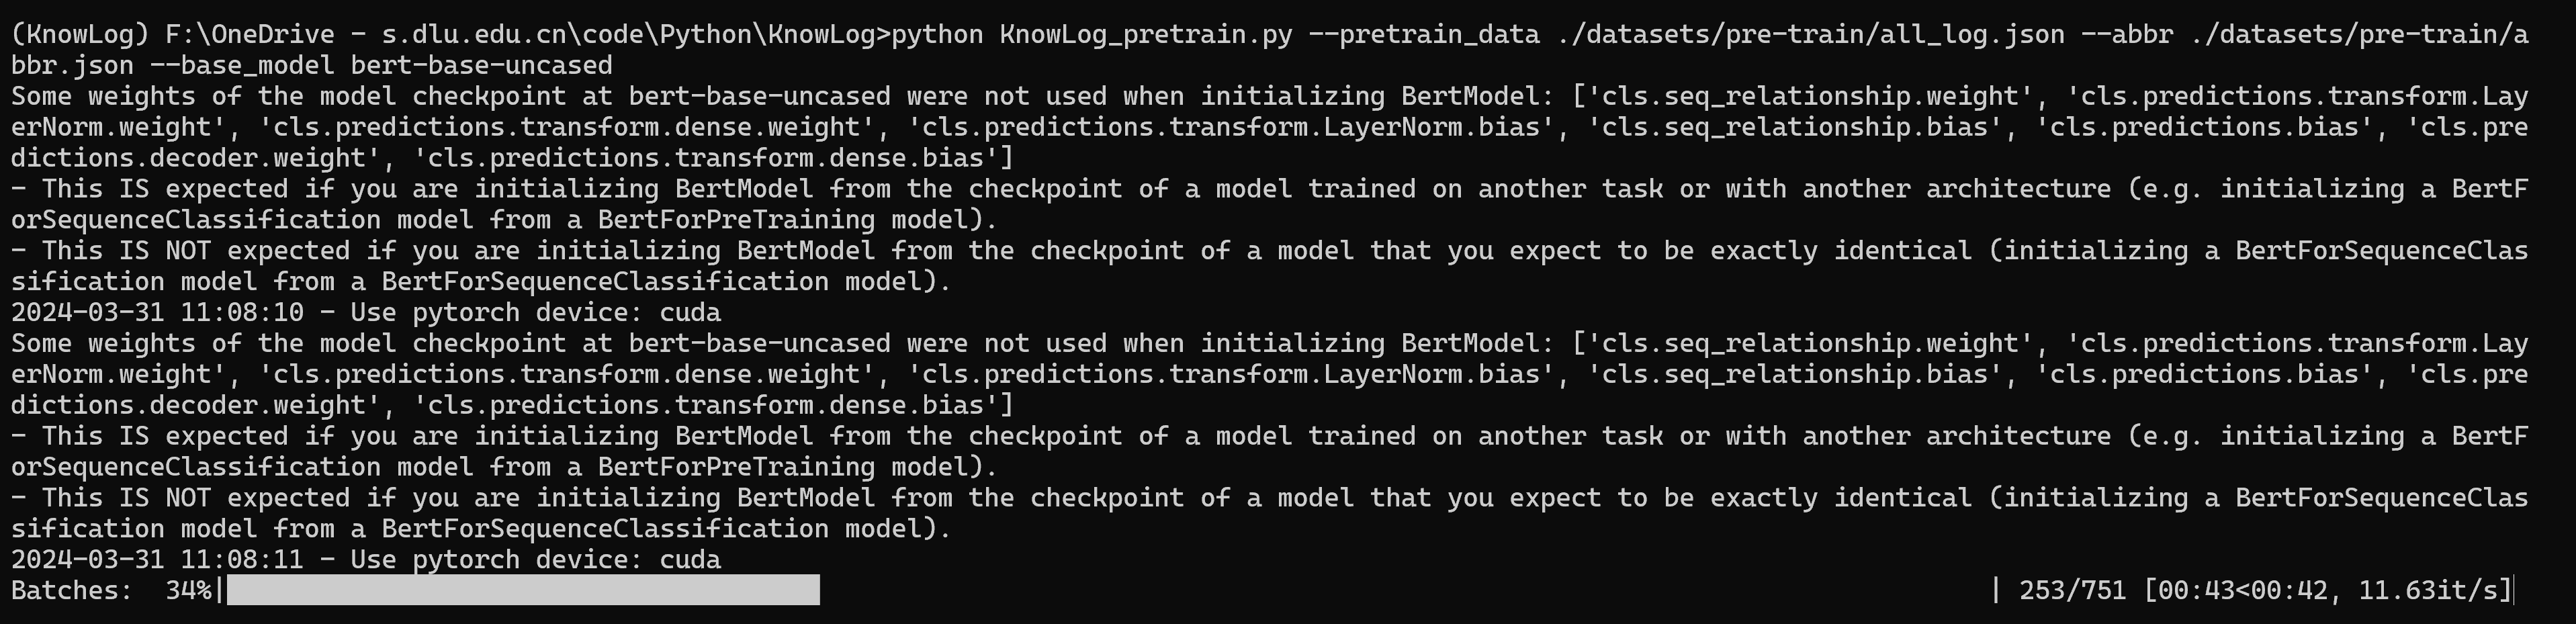 (KnowLog) F:\OneDrive - s.dlu.edu.cn\code\Python\KnowLog>python KnowLog_pretrain.py --pretrain_data ./datasets/pre-train/all_log.json --abbr ./datasets/pre-train/a
bbr.json --base_model bert-base-uncased
Some weights of the model checkpoint at bert-base-uncased were not used when initializing BertModel: ['cls.seq_relationship.weight', 'cls.predictions.transform.Lay
erNorm.weight', 'cls.predictions.transform.dense.weight', 'cls.predictions.transform.LayerNorm.bias', 'cls.seq_relationship.bias', 'cls.predictions.bias', 'cls.pre
dictions.decoder.weight', 'cls.predictions.transform.dense.bias']
- This IS expected if you are initializing BertModel from the checkpoint of a model trained on another task or with another architecture (e.g. initializing a BertF
orSequenceClassification model from a BertForPreTraining model).
- This IS NOT expected if you are initializing BertModel from the checkpoint of a model that you expect to be exactly identical (initializing a BertForSequenceClas
sification model from a BertForSequenceClassification model).
2024-03-31 11:08:10 - Use pytorch device: cuda
Some weights of the model checkpoint at bert-base-uncased were not used when initializing BertModel: ['cls.seq_relationship.weight', 'cls.predictions.transform.Lay
erNorm.weight', 'cls.predictions.transform.dense.weight', 'cls.predictions.transform.LayerNorm.bias', 'cls.seq_relationship.bias', 'cls.predictions.bias', 'cls.pre
dictions.decoder.weight', 'cls.predictions.transform.dense.bias']
- This IS expected if you are initializing BertModel from the checkpoint of a model trained on another task or with another architecture (e.g. initializing a BertF
orSequenceClassification model from a BertForPreTraining model).
- This IS NOT expected if you are initializing BertModel from the checkpoint of a model that you expect to be exactly identical (initializing a BertForSequenceClas
sification model from a BertForSequenceClassification model).
2024-03-31 11:08:11 - Use pytorch device: cuda
Batches:  34%| | 253/751 [00:43<00:42, 11.63it/s]